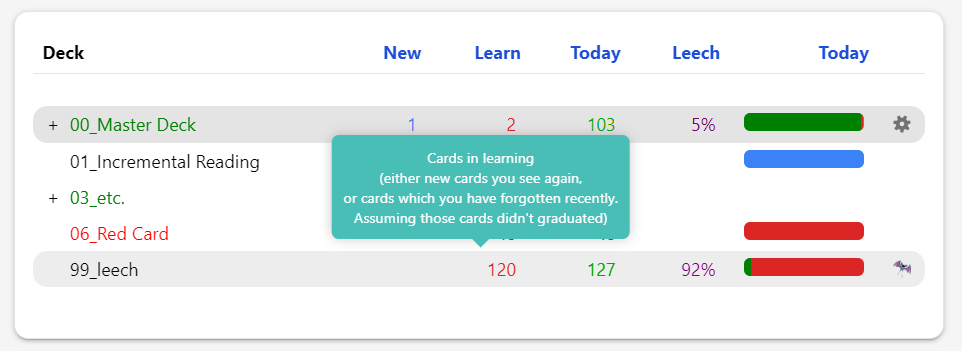 Deck New Learn Today Leech Today
+ 00_Master Deck 1 2 103 5%
01_Incremental Reading
Cards in learning
(either new cards you see again,
or cards which you have forgotten recently.
Assuming those cards didn't graduated)
+ 03_etc.
06_Red Card
99_leech 120 127 92%